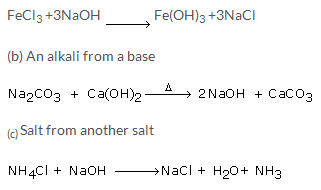 FeCl3 +3NaOH ⟶ Fe(OH)3 +3NaCl
(b) An alkali from a base
Na2CO3 + Ca(OH)2 —Δ→ 2NaOH + CaCO3
(c) Salt from another salt
NH4Cl + NaOH ⟶ NaCl + H2O+ NH3